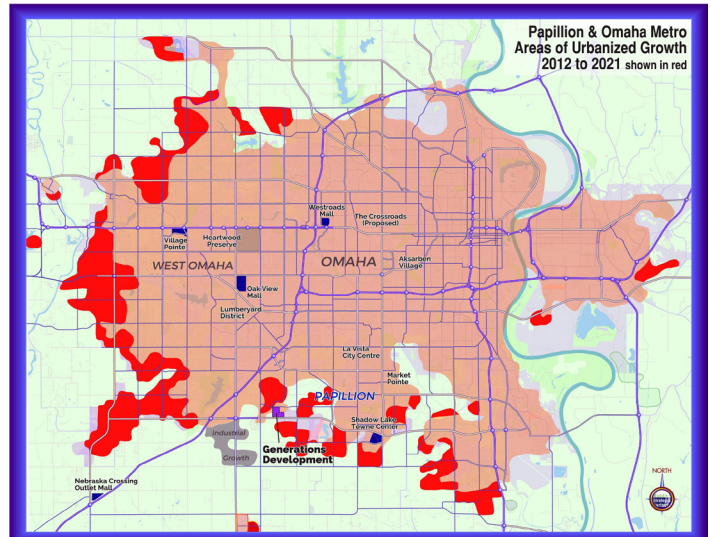 Papillion & Omaha Metro
Areas of Urbanized Growth
2012 to 2021 shown in red
Westroads
Mall
The Crossroads
(Proposed)
Village
Pointe
Heartwood
Preserve
WEST OMAHA
OMAHA
Aksarben
Village
Oak View
Mall
Lumberyard
District
La Vista
City Centre
Market
Pointe
PAPILLION
Shadow Lake
Towne Center
Industrial
Growth
Generations
Development
Nebraska Crossing
Outlet Mall
NORTH